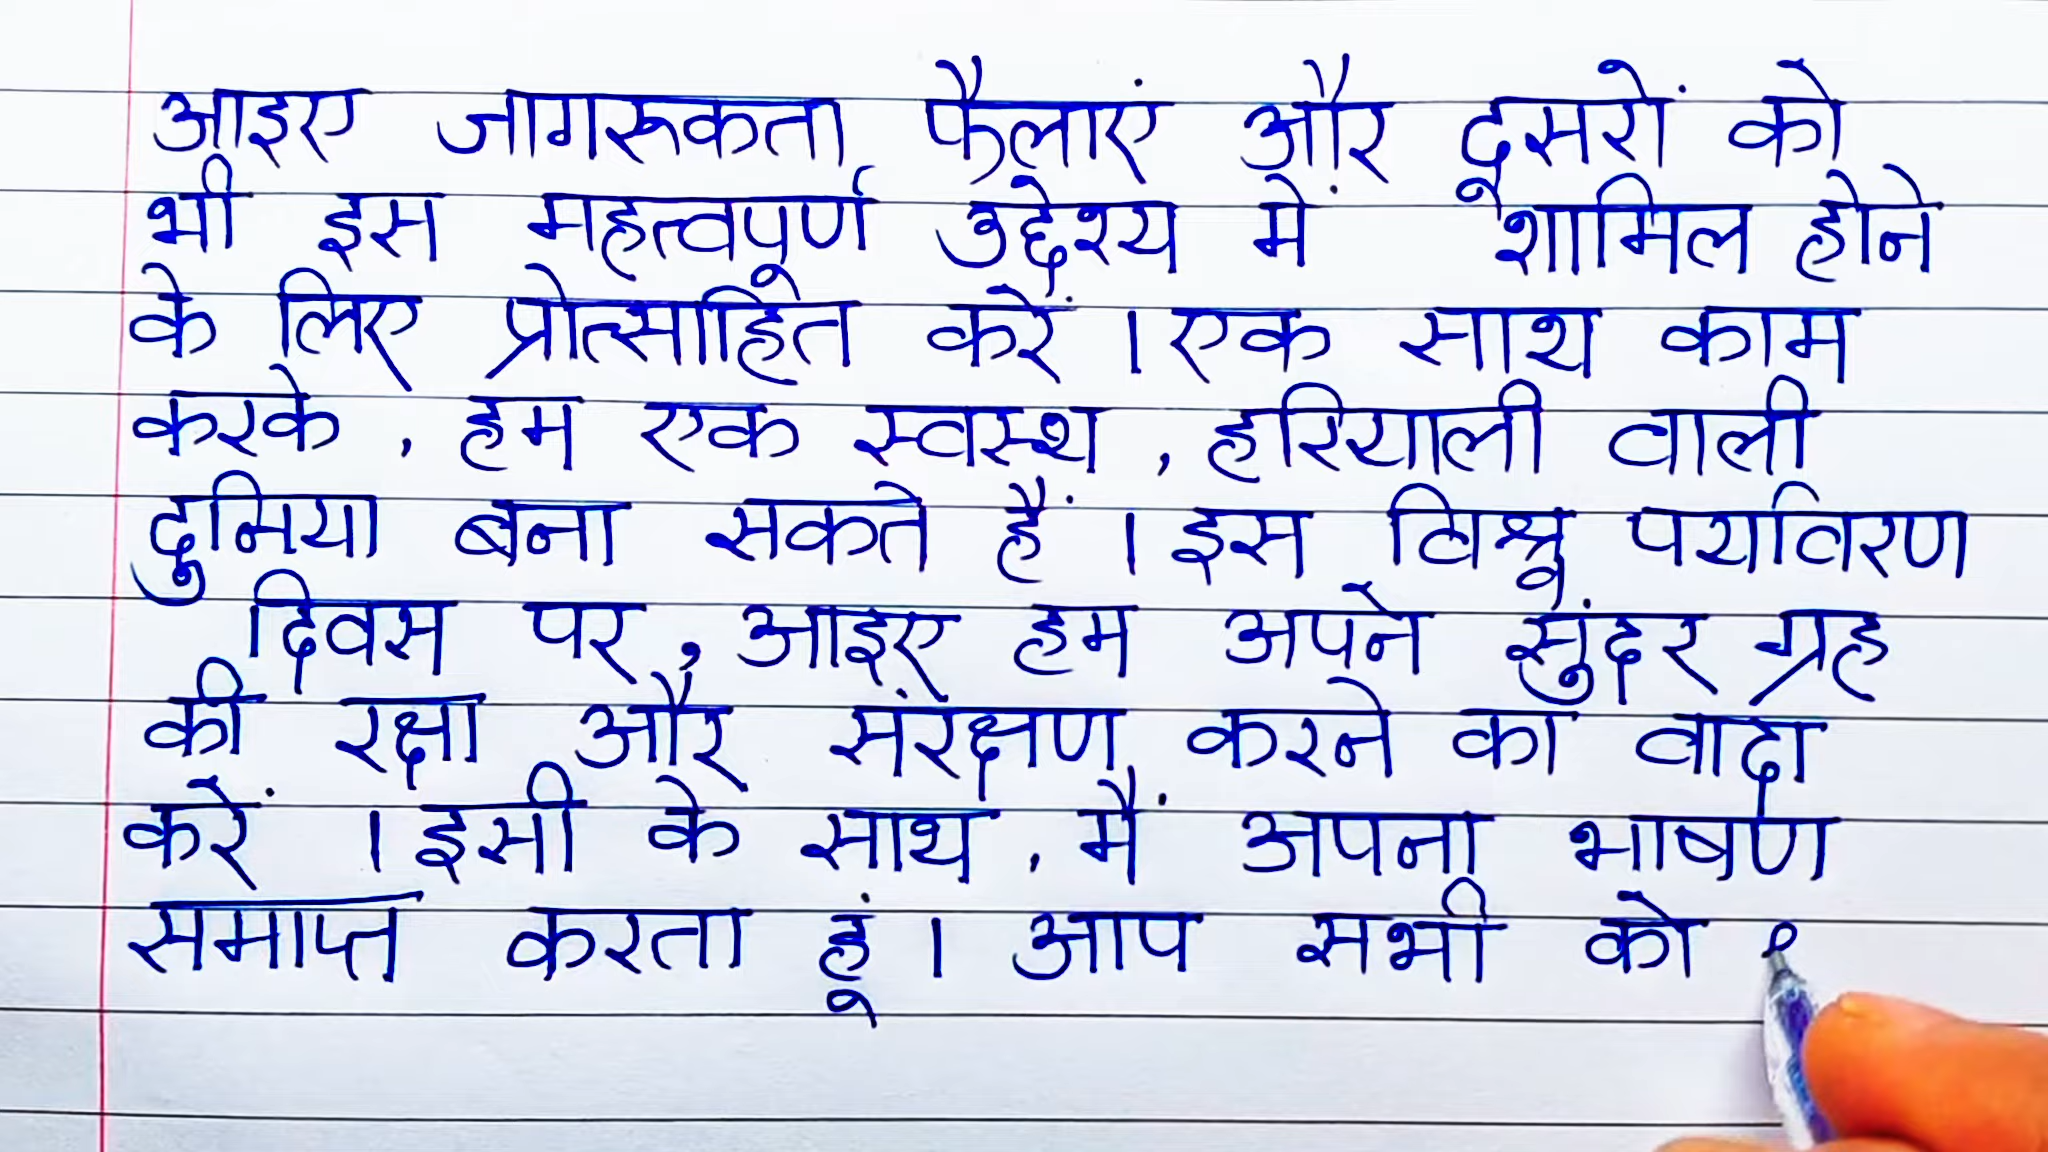 आइए जागरूकता फैलाएं और दूसरों को
भी इस महत्वपूर्ण उद्देश्य में शामिल होने
के लिए प्रोत्साहित करें । एक साथ काम
करके , हम एक स्वस्थ , हरियाली वाली
दुनिया बना सकते हैं । इस विश्व पर्यावरण
दिवस पर , आइए हम अपने सुंदर ग्रह
की रक्षा और संरक्षण करने का वादा
करें । इसी के साथ , मैं अपना भाषण
समाप्त करता हूं । आप सभी को